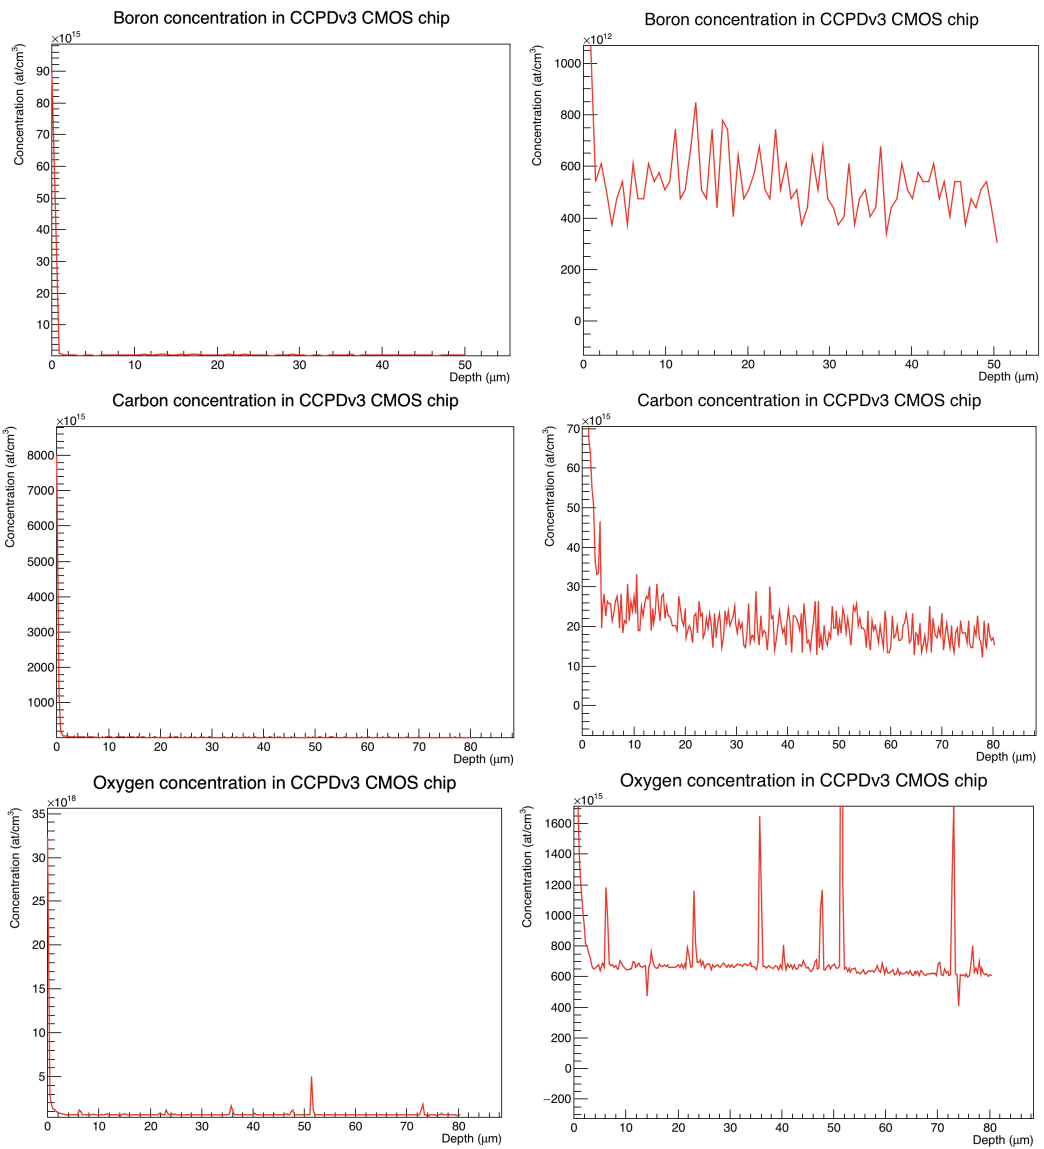 Boron concentration in CCPDv3 CMOS chip
×10¹⁵
Concentration (at/cm³)
90
80
70
60
50
40
30
20
10
0 10 20 30 40 50
Depth (μm)
Boron concentration in CCPDv3 CMOS chip
×10¹²
Concentration (at/cm³)
1000
800
600
400
200
0
0 10 20 30 40 50
Depth (μm)
Carbon concentration in CCPDv3 CMOS chip
×10¹⁵
Concentration (at/cm³)
8000
7000
6000
5000
4000
3000
2000
1000
0 10 20 30 40 50 60 70 80
Depth (μm)
Carbon concentration in CCPDv3 CMOS chip
×10¹⁵
Concentration (at/cm³)
70
60
50
40
30
20
10
0
0 10 20 30 40 50 60 70 80
Depth (μm)
Oxygen concentration in CCPDv3 CMOS chip
×10¹⁸
Concentration (at/cm³)
35
30
25
20
15
10
5
0 10 20 30 40 50 60 70 80
Depth (μm)
Oxygen concentration in CCPDv3 CMOS chip
×10¹⁵
Concentration (at/cm³)
1600
1400
1200
1000
800
600
400
200
0
−200
0 10 20 30 40 50 60 70 80
Depth (μm)